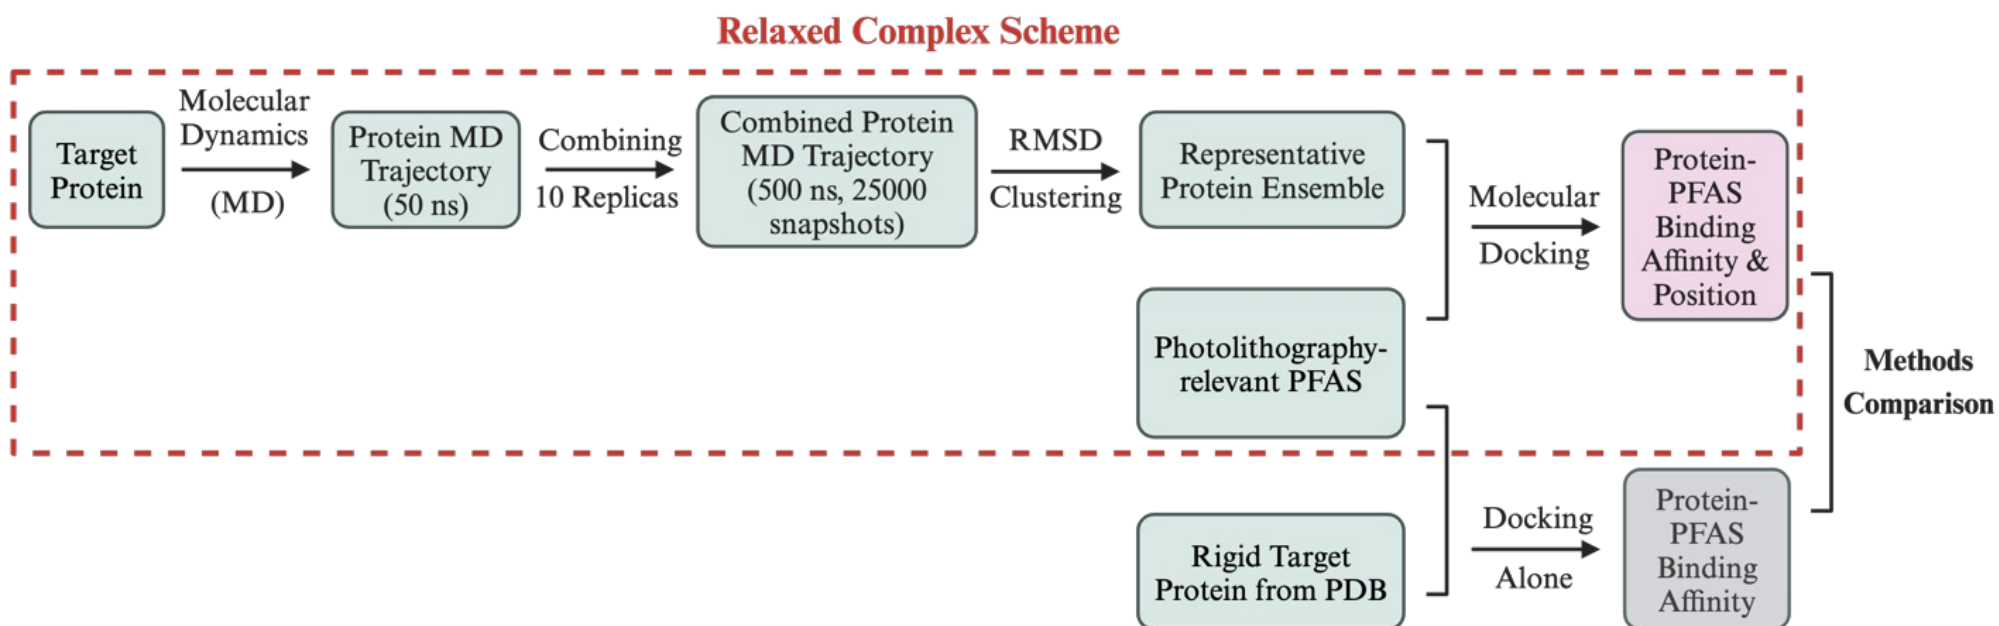 Relaxed Complex Scheme
Target
Protein
Molecular
Dynamics
(MD)
Protein MD
Trajectory
(50 ns)
Combining
10 Replicas
Combined Protein
MD Trajectory
(500 ns, 25000
snapshots)
RMSD
Clustering
Representative
Protein Ensemble
Photolithography-
relevant PFAS
Molecular
Docking
Protein-
PFAS
Binding
Affinity &
Position
Rigid Target
Protein from PDB
Docking
Alone
Protein-
PFAS
Binding
Affinity
Methods
Comparison